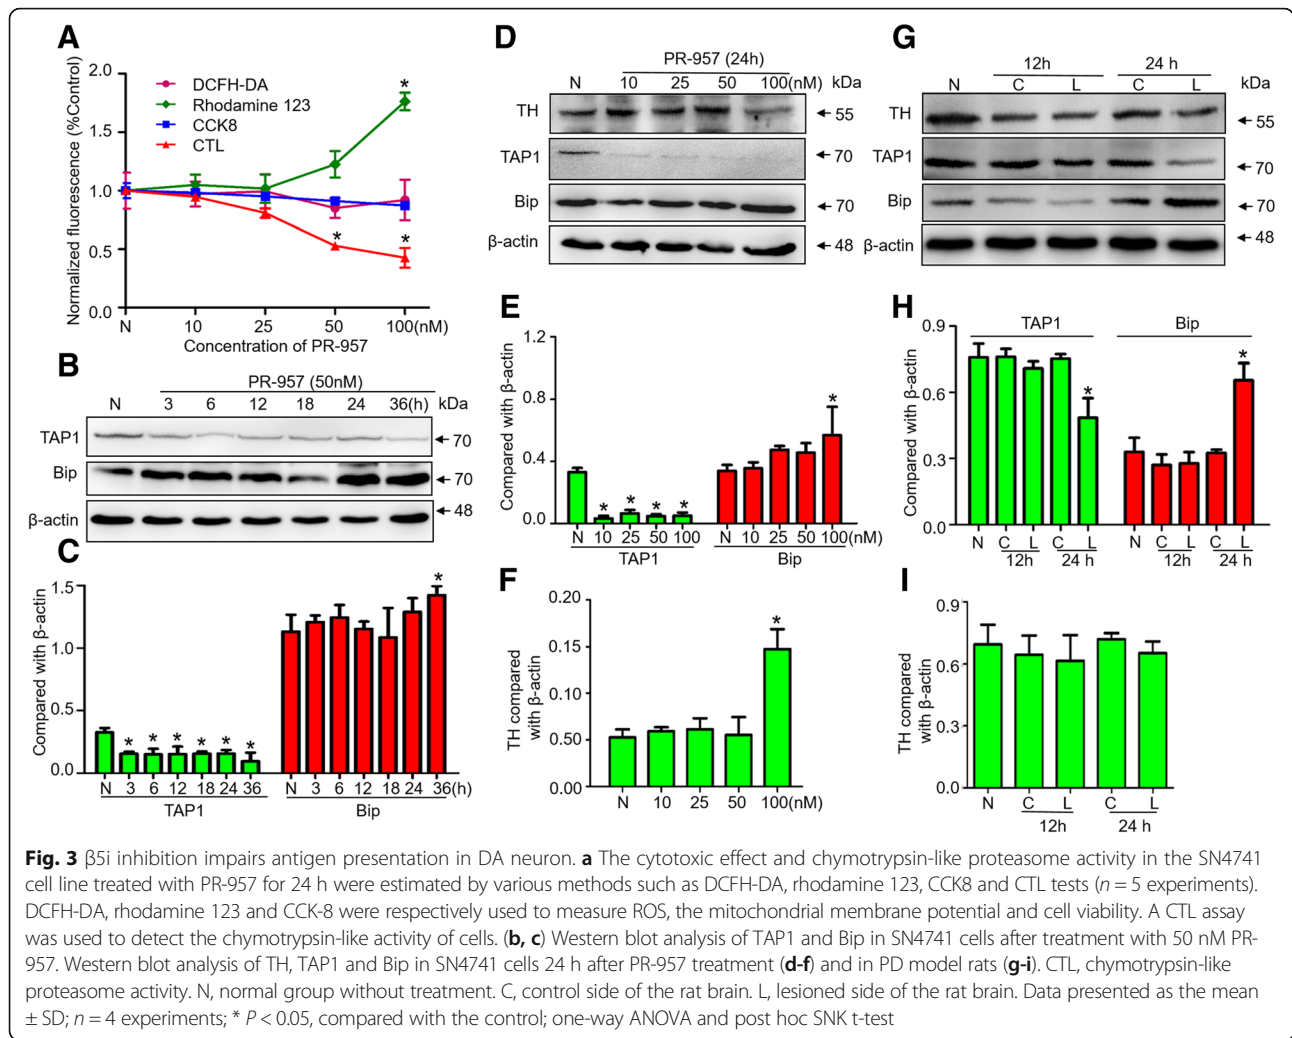 A
Normalized fluorescence (%Control)
2.0
1.5
1.0
0.5
0.0
DCFH-DA
Rhodamine 123
CCK8
CTL
*
* *
N 10 25 50 100(nM)
Concentration of PR-957
B
PR-957 (50nM)
N 3 6 12 18 24 36(h) kDa
TAP1 70
Bip 70
β-actin 48
C
Compared with β-actin
1.5
1.0
0.5
0.0
* * * * * * *
N 3 6 12 18 24 36 N 3 6 12 18 24 36(h)
TAP1 Bip
D
PR-957 (24h)
N 10 25 50 100(nM) kDa
TH 55
TAP1 70
Bip 70
β-actin 48
E
Compared with β-actin
1.2
0.8
0.4
0.0
* * * * *
N 10 25 50 100 N 10 25 50 100(nM)
TAP1 Bip
F
TH compared
with β-actin
0.20
0.15
0.10
0.50
0.00
*
N 10 25 50 100(nM)
G
12h 24 h
N C L C L kDa
TH 55
TAP1 70
Bip 70
β-actin 48
H
TAP1 Bip
Compared with β-actin
0.9
0.6
0.3
0.0
* *
N C L C L N C L C L
12h 24 h 12h 24 h
I
TH compared
with β-actin
0.9
0.6
0.3
0.0
N C L C L
12h 24 h
Fig. 3 β5i inhibition impairs antigen presentation in DA neuron. a The cytotoxic effect and chymotrypsin-like proteasome activity in the SN4741
cell line treated with PR-957 for 24 h were estimated by various methods such as DCFH-DA, rhodamine 123, CCK8 and CTL tests (n = 5 experiments).
DCFH-DA, rhodamine 123 and CCK-8 were respectively used to measure ROS, the mitochondrial membrane potential and cell viability. A CTL assay
was used to detect the chymotrypsin-like activity of cells. (b, c) Western blot analysis of TAP1 and Bip in SN4741 cells after treatment with 50 nM PR-
957. Western blot analysis of TH, TAP1 and Bip in SN4741 cells 24 h after PR-957 treatment (d-f) and in PD model rats (g-i). CTL, chymotrypsin-like
proteasome activity. N, normal group without treatment. C, control side of the rat brain. L, lesioned side of the rat brain. Data presented as the mean
± SD; n = 4 experiments; * P < 0.05, compared with the control; one-way ANOVA and post hoc SNK t-test